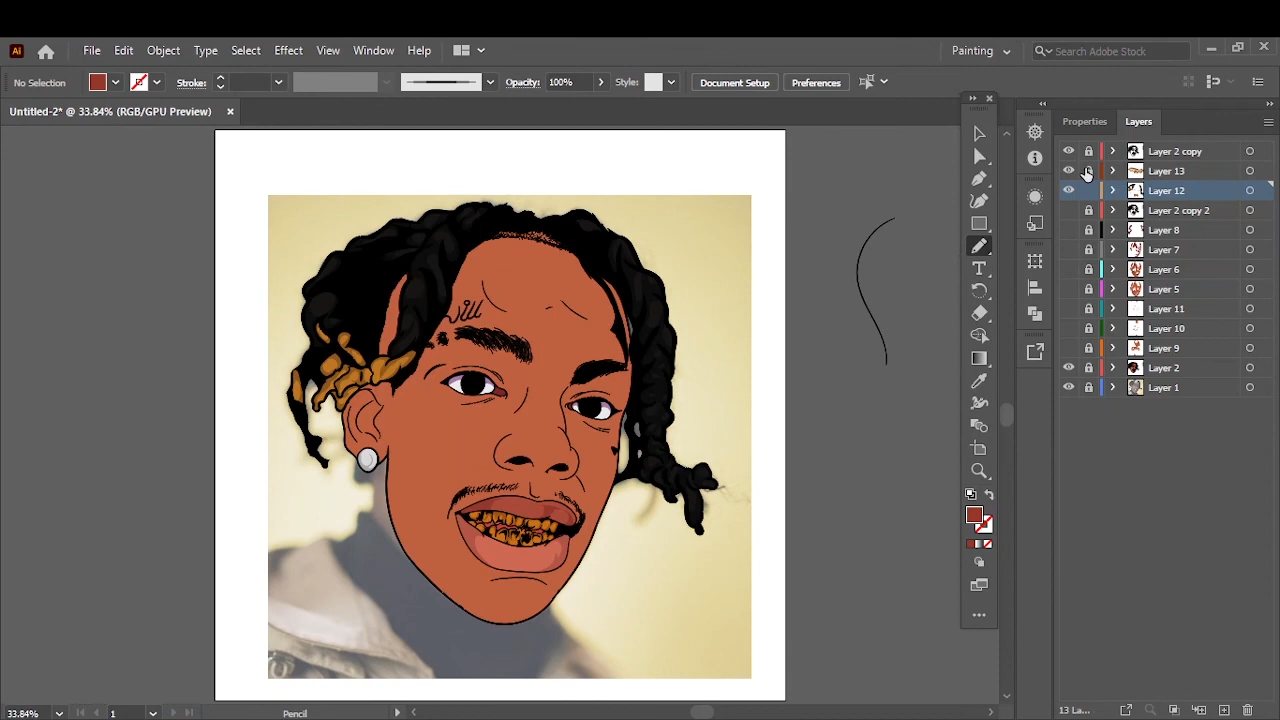 Ai File Edit Object Type Select Effect View Window Help Painting Search Adobe Stock
No Selection Stroke: Opacity: 100% Style: Document Setup Preferences
Untitled-2* @ 33.84% (RGB/GPU Preview)
Properties Layers
Layer 2 copy
Layer 13
Layer 12
Layer 2 copy 2
Layer 8
Layer 7
Layer 6
Layer 5
Layer 11
Layer 10
Layer 9
Layer 2
Layer 1
Will
33.84% 1 Pencil 13 La...